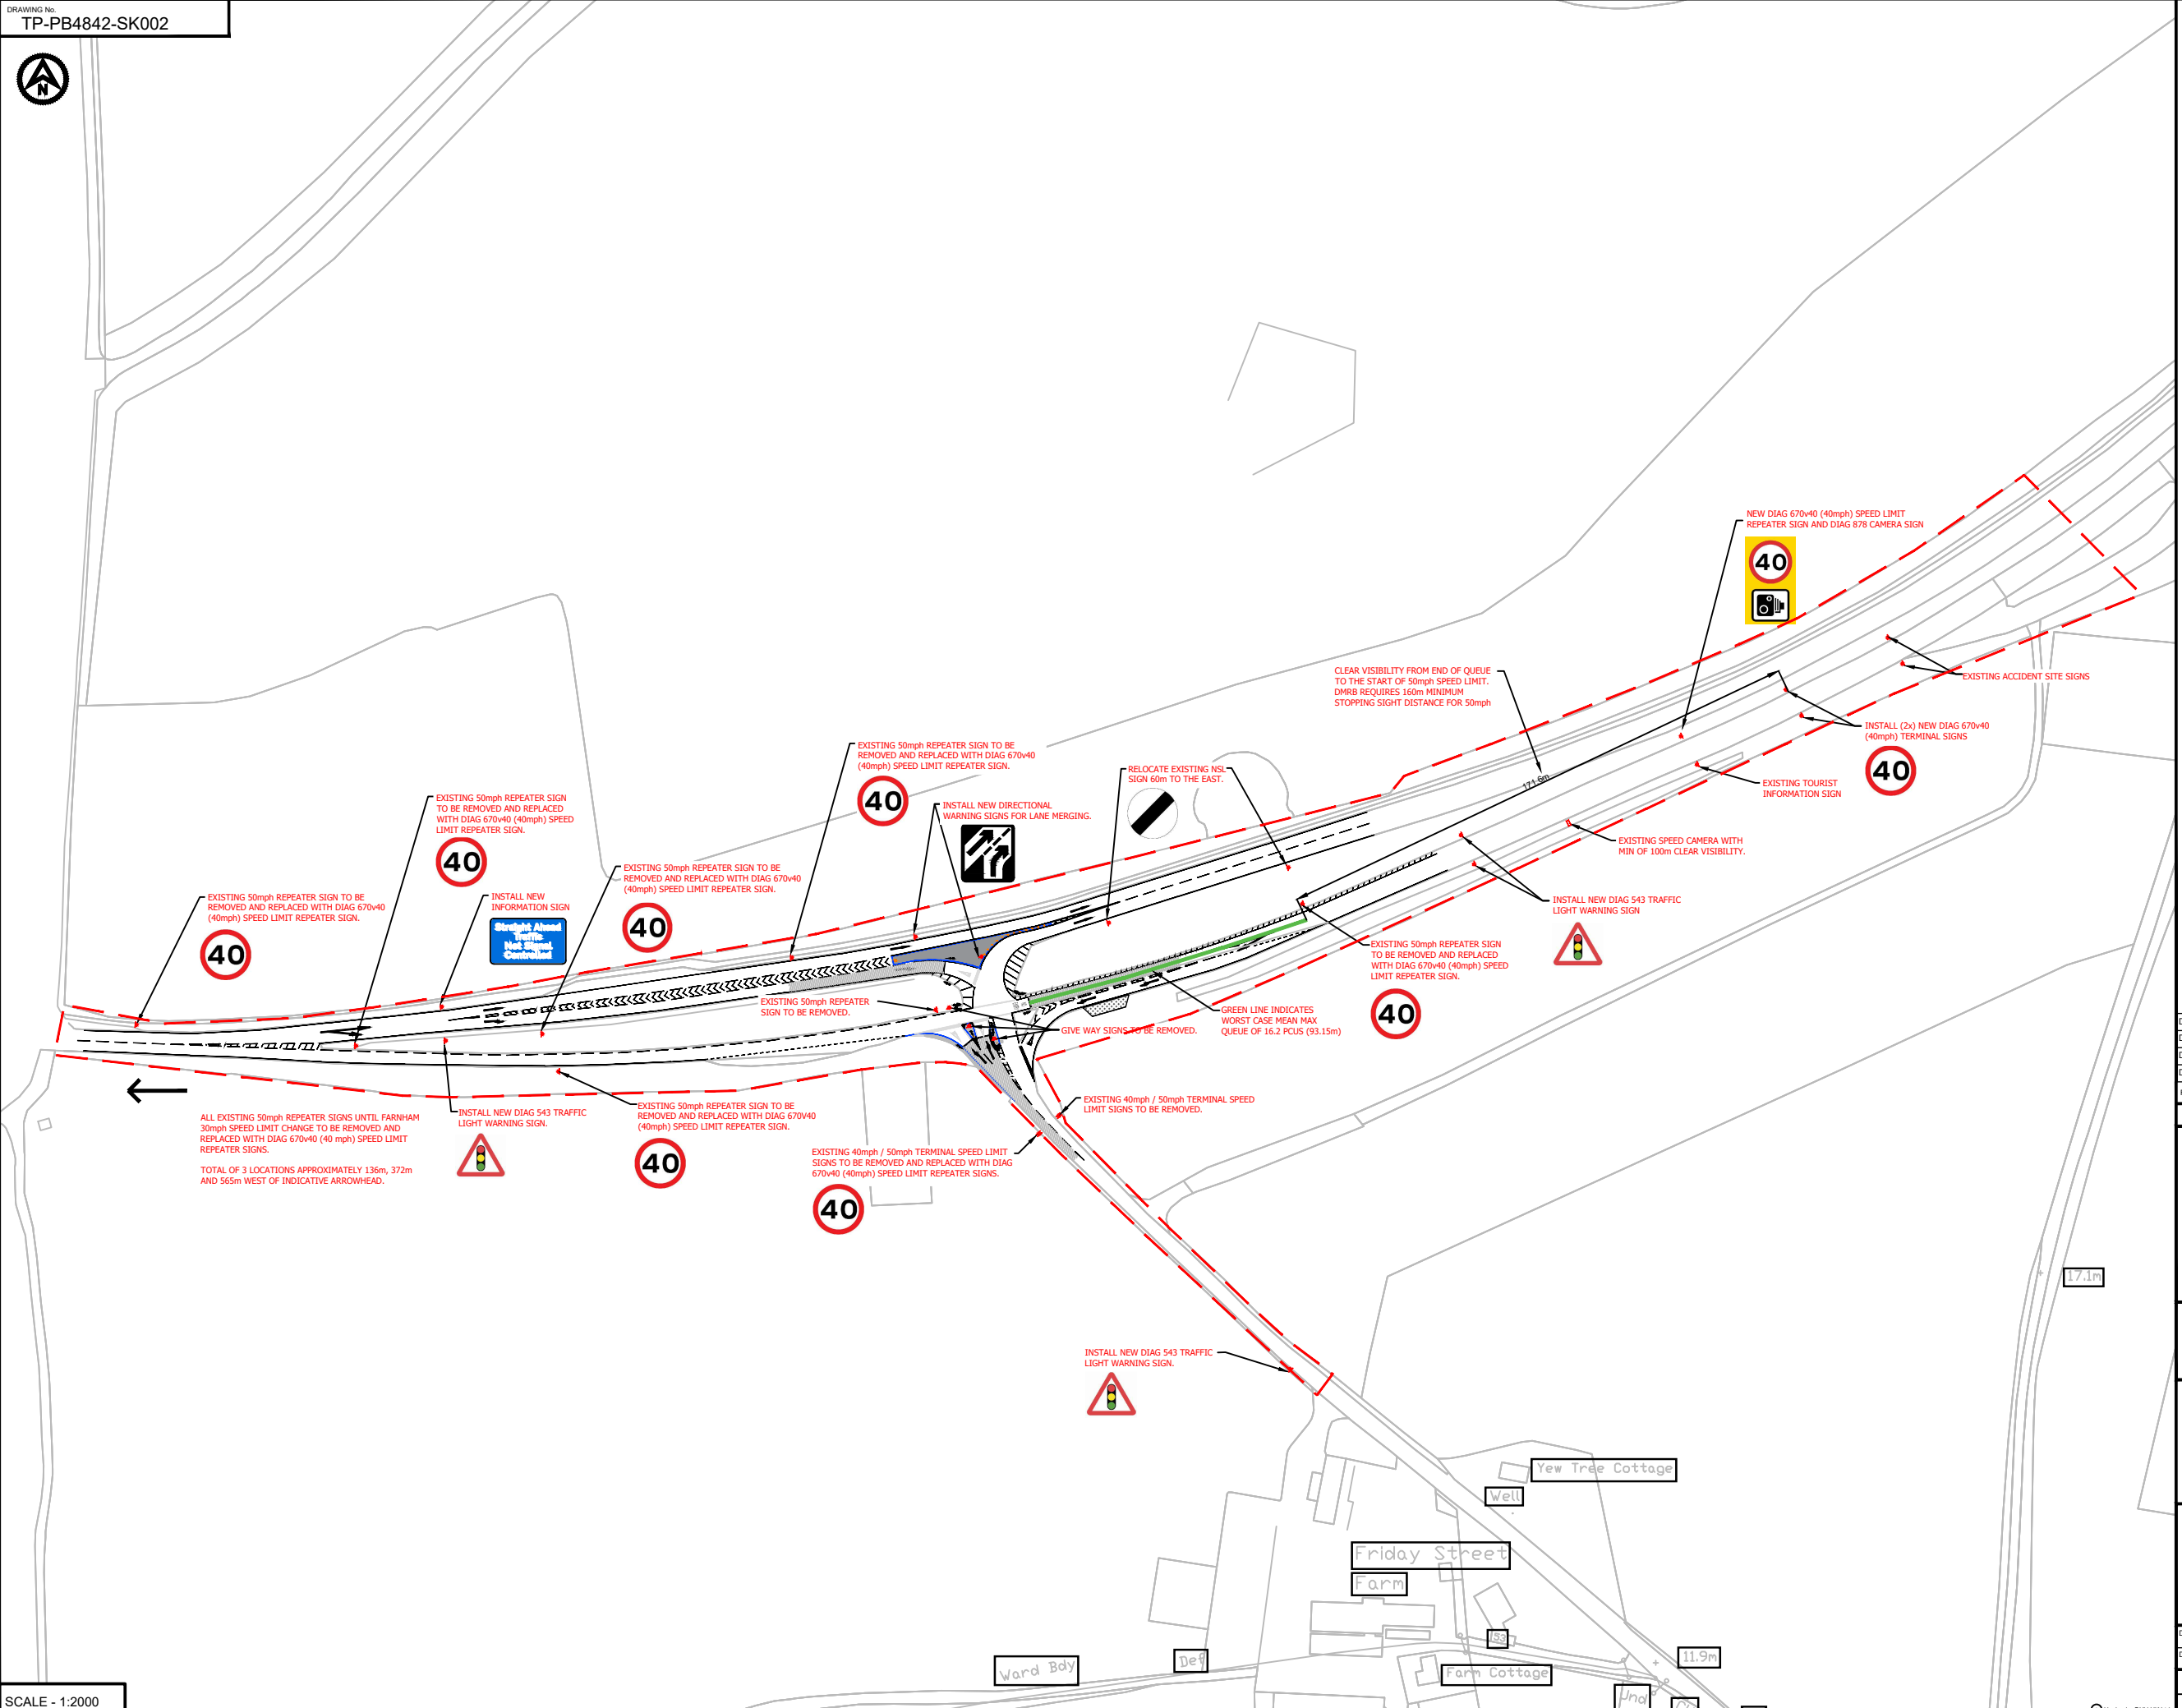 DRAWING No.
TP-PB4842-SK002
N
NEW DIAG 670v40 (40mph) SPEED LIMIT
REPEATER SIGN AND DIAG 878 CAMERA SIGN
40
CLEAR VISIBILITY FROM END OF QUEUE
TO THE START OF 50mph SPEED LIMIT.
DMRB REQUIRES 160m MINIMUM
STOPPING SIGHT DISTANCE FOR 50mph
EXISTING ACCIDENT SITE SIGNS
INSTALL (2x) NEW DIAG 670v40
(40mph) TERMINAL SIGNS
40
171.6m
EXISTING TOURIST
INFORMATION SIGN
EXISTING 50mph REPEATER SIGN TO BE
REMOVED AND REPLACED WITH DIAG 670v40
(40mph) SPEED LIMIT REPEATER SIGN.
40
RELOCATE EXISTING NSL
SIGN 60m TO THE EAST.
INSTALL NEW DIRECTIONAL
WARNING SIGNS FOR LANE MERGING.
EXISTING 50mph REPEATER SIGN
TO BE REMOVED AND REPLACED
WITH DIAG 670v40 (40mph) SPEED
LIMIT REPEATER SIGN.
40
EXISTING SPEED CAMERA WITH
MIN OF 100m CLEAR VISIBILITY.
EXISTING 50mph REPEATER SIGN TO BE
REMOVED AND REPLACED WITH DIAG 670v40
(40mph) SPEED LIMIT REPEATER SIGN.
40
EXISTING 50mph REPEATER SIGN TO BE
REMOVED AND REPLACED WITH DIAG 670v40
(40mph) SPEED LIMIT REPEATER SIGN.
40
INSTALL NEW
INFORMATION SIGN
Straight Ahead
Traffic
Not Signal
Controlled
INSTALL NEW DIAG 543 TRAFFIC
LIGHT WARNING SIGN
EXISTING 50mph REPEATER SIGN
TO BE REMOVED AND REPLACED
WITH DIAG 670v40 (40mph) SPEED
LIMIT REPEATER SIGN.
40
EXISTING 50mph REPEATER
SIGN TO BE REMOVED.
GREEN LINE INDICATES
WORST CASE MEAN MAX
QUEUE OF 16.2 PCUS (93.15m)
GIVE WAY SIGNS TO BE REMOVED.
EXISTING 40mph / 50mph TERMINAL SPEED
LIMIT SIGNS TO BE REMOVED.
ALL EXISTING 50mph REPEATER SIGNS UNTIL FARNHAM
30mph SPEED LIMIT CHANGE TO BE REMOVED AND
REPLACED WITH DIAG 670v40 (40 mph) SPEED LIMIT
REPEATER SIGNS.
TOTAL OF 3 LOCATIONS APPROXIMATELY 136m, 372m
AND 565m WEST OF INDICATIVE ARROWHEAD.
INSTALL NEW DIAG 543 TRAFFIC
LIGHT WARNING SIGN.
EXISTING 50mph REPEATER SIGN TO BE
REMOVED AND REPLACED WITH DIAG 670V40
(40mph) SPEED LIMIT REPEATER SIGN.
40
EXISTING 40mph / 50mph TERMINAL SPEED LIMIT
SIGNS TO BE REMOVED AND REPLACED WITH DIAG
670v40 (40mph) SPEED LIMIT REPEATER SIGNS.
40
17.1m
INSTALL NEW DIAG 543 TRAFFIC
LIGHT WARNING SIGN.
Yew Tree Cottage
Well
Friday Street
Farm
153
11.9m
Ward Bdy
Def
Farm Cottage
Und
SCALE - 1:2000